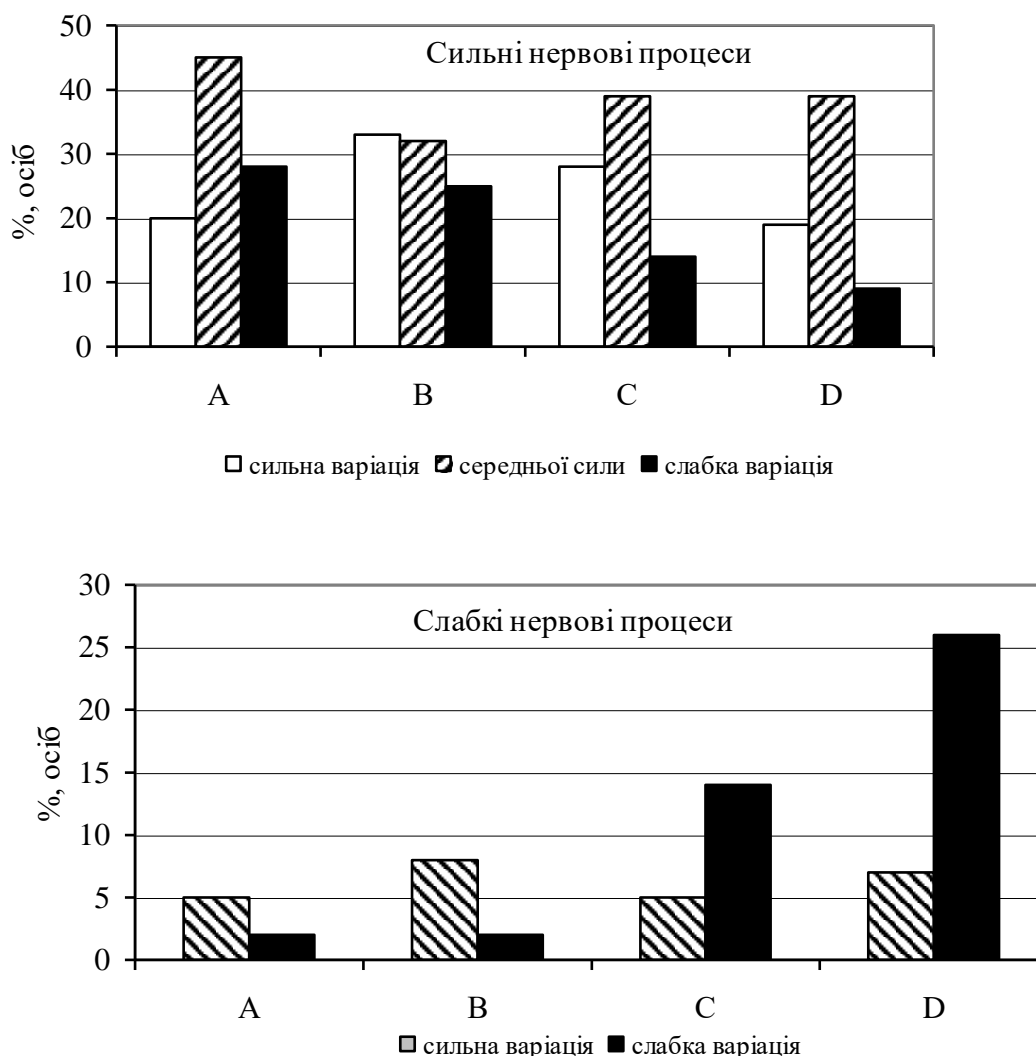 Сильні нервові процеси
%, осіб
50
40
30
20
10
0
A B C D
сильна варіація середньої сили слабка варіація
Слабкі нервові процеси
%, осіб
30
25
20
15
10
5
0
A B C D
сильна варіація слабка варіація